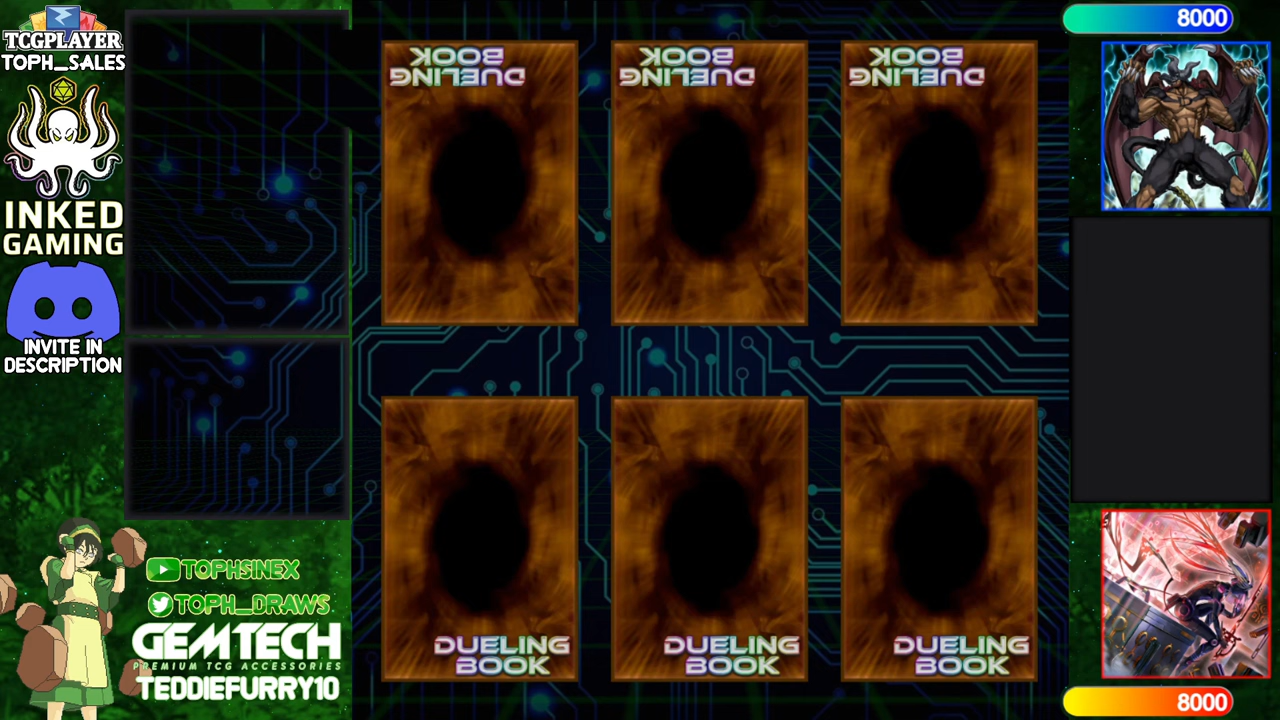 TCGPLAYER
TOPH_SALES
INKED
GAMING
INVITE IN
DESCRIPTION
TOPHSINEX
TOPH_DRAWS
GEMTECH
PREMIUM TCG ACCESSORIES
TEDDIEFURRY10
DUELING
BOOK
DUELING
BOOK
DUELING
BOOK
DUELING
BOOK
DUELING
BOOK
DUELING
BOOK
8000
8000